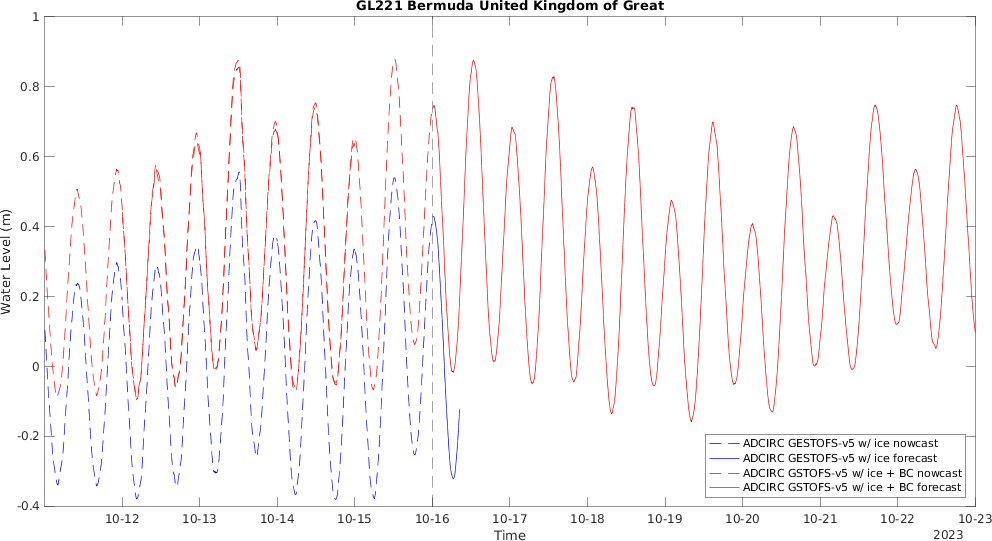 GL221 Bermuda United Kingdom of Great
Water Level (m)
1
0.8
0.6
0.4
0.2
0
-0.2
-0.4
ADCIRC GESTOFS-v5 w/ ice nowcast
ADCIRC GESTOFS-v5 w/ ice forecast
ADCIRC GSTOFS-v5 w/ ice + BC nowcast
ADCIRC GSTOFS-v5 w/ ice + BC forecast
10-12 10-13 10-14 10-15 10-16 10-17 10-18 10-19 10-20 10-21 10-22 10-23
Time
2023